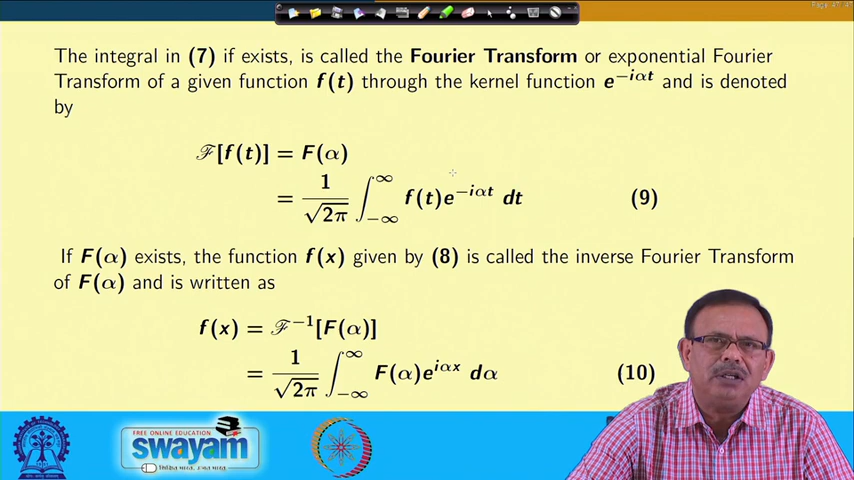 Page 47/47
The integral in (7) if exists, is called the Fourier Transform or exponential Fourier
Transform of a given function f(t) through the kernel function e^{−iαt} and is denoted
by
ℱ[f(t)] = F(α)
= 1/√2π ∫_{−∞}^{∞} f(t)e^{−iαt} dt (9)
If F(α) exists, the function f(x) given by (8) is called the inverse Fourier Transform
of F(α) and is written as
f(x) = ℱ^{−1}[F(α)]
= 1/√2π ∫_{−∞}^{∞} F(α)e^{iαx} dα (10)
FREE ONLINE EDUCATION
swayam